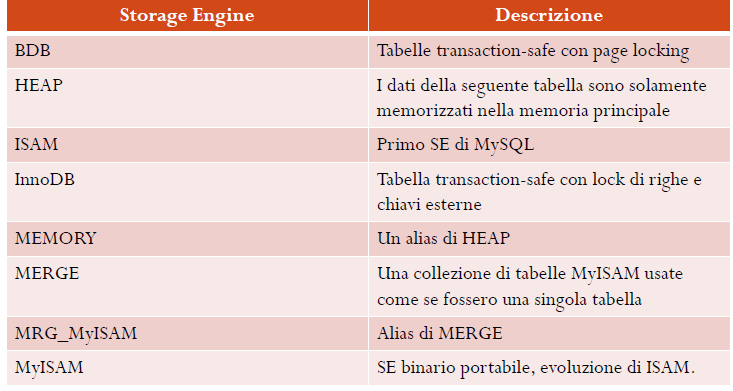 Storage Engine Descrizione
BDB Tabelle transaction-safe con page locking
HEAP I dati della seguente tabella sono solamente
memorizzati nella memoria principale
ISAM Primo SE di MySQL
InnoDB Tabella transaction-safe con lock di righe e
chiavi esterne
MEMORY Un alias di HEAP
MERGE Una collezione di tabelle MyISAM usate
come se fossero una singola tabella
MRG_MyISAM Alias di MERGE
MyISAM SE binario portabile, evoluzione di ISAM.